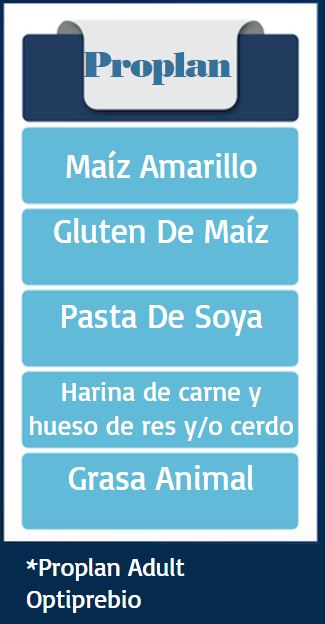 Proplan
Maíz Amarillo
Gluten De Maíz
Pasta De Soya
Harina de carne y
hueso de res y/o cerdo
Grasa Animal
*Proplan Adult
Optiprebio